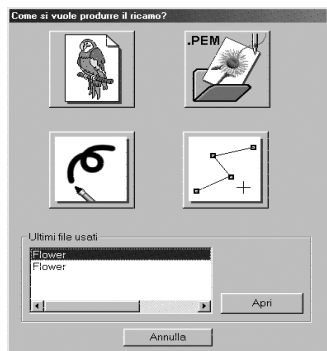 Come si vuole produrre il ricamo?
.PEM
Ultimi file usati
Flower
Flower
Apri
Annulla